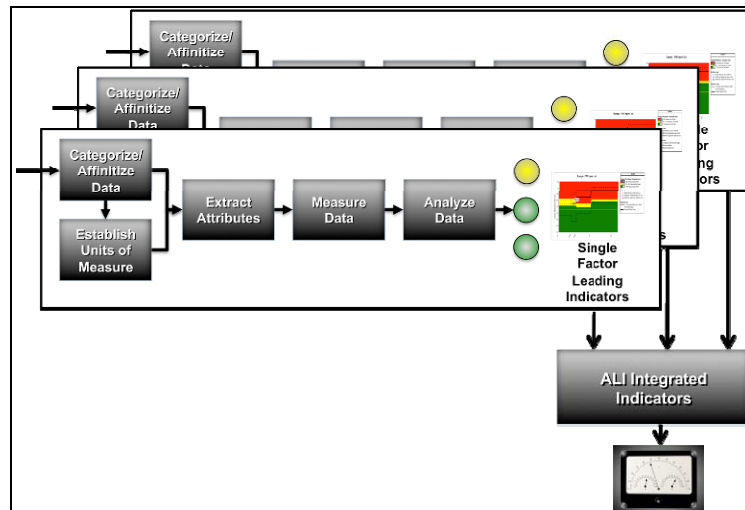 Categorize/
Affinitize
Data
Categorize/
Affinitize
Data
Categorize/
Affinitize
Data
Establish
Units of
Measure
Extract
Attributes
Measure
Data
Analyze
Data
Single
Factor
Leading
Indicators
ALI Integrated
Indicators